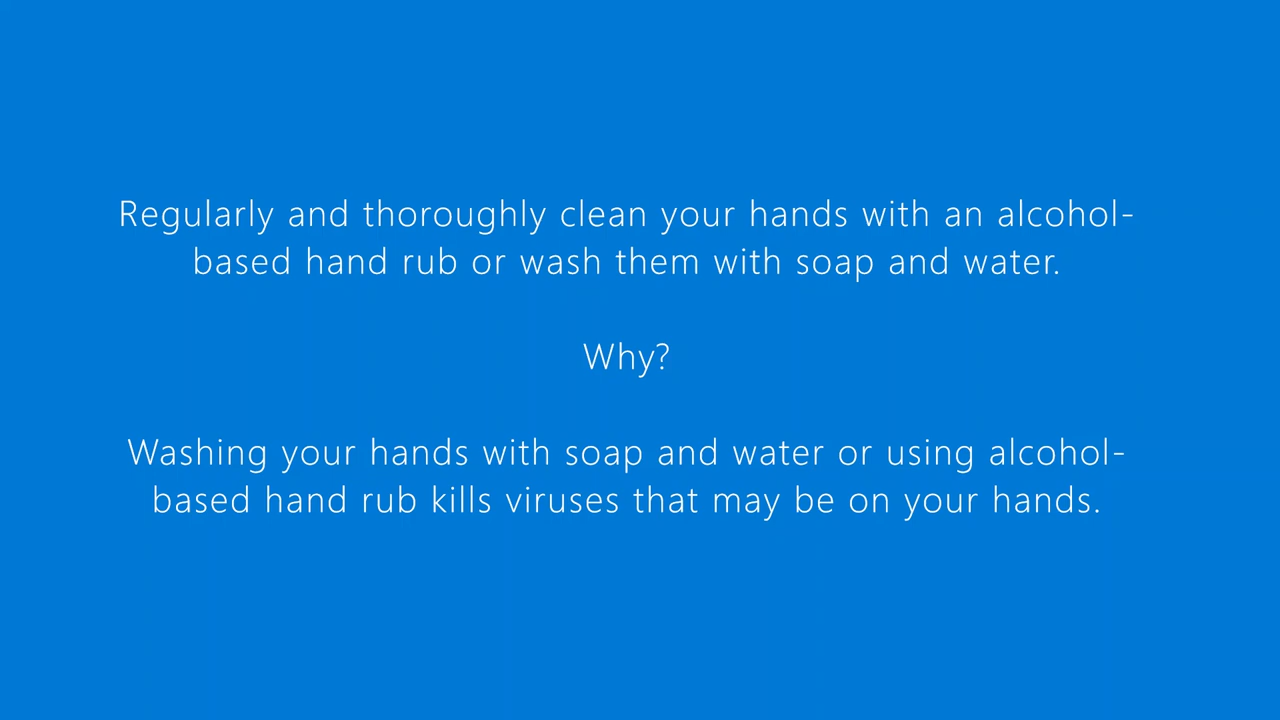 Regularly and thoroughly clean your hands with an alcohol-
based hand rub or wash them with soap and water.
Why?
Washing your hands with soap and water or using alcohol-
based hand rub kills viruses that may be on your hands.